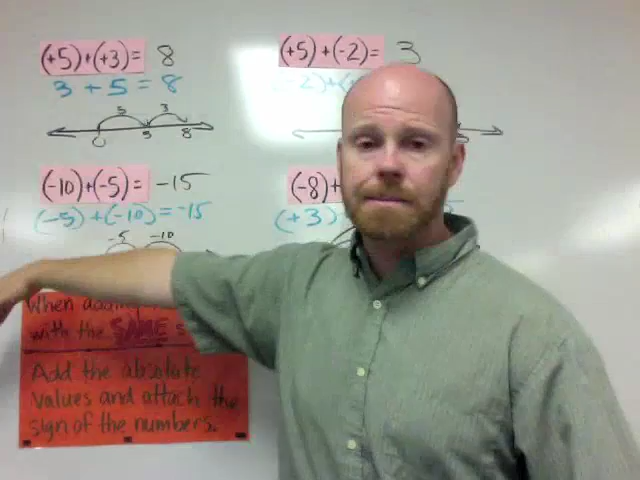 (+5)+(+3)= 8
3 + 5 = 8
5 3
0 5 8
(-10)+(-5)= -15
(-5) +(-10)=-15
-5 -10
When
with the SAME
Add the absolute
values and attach the
sign of the numbers.
(+5)+(-2)= 3
(-8)+
(+3)